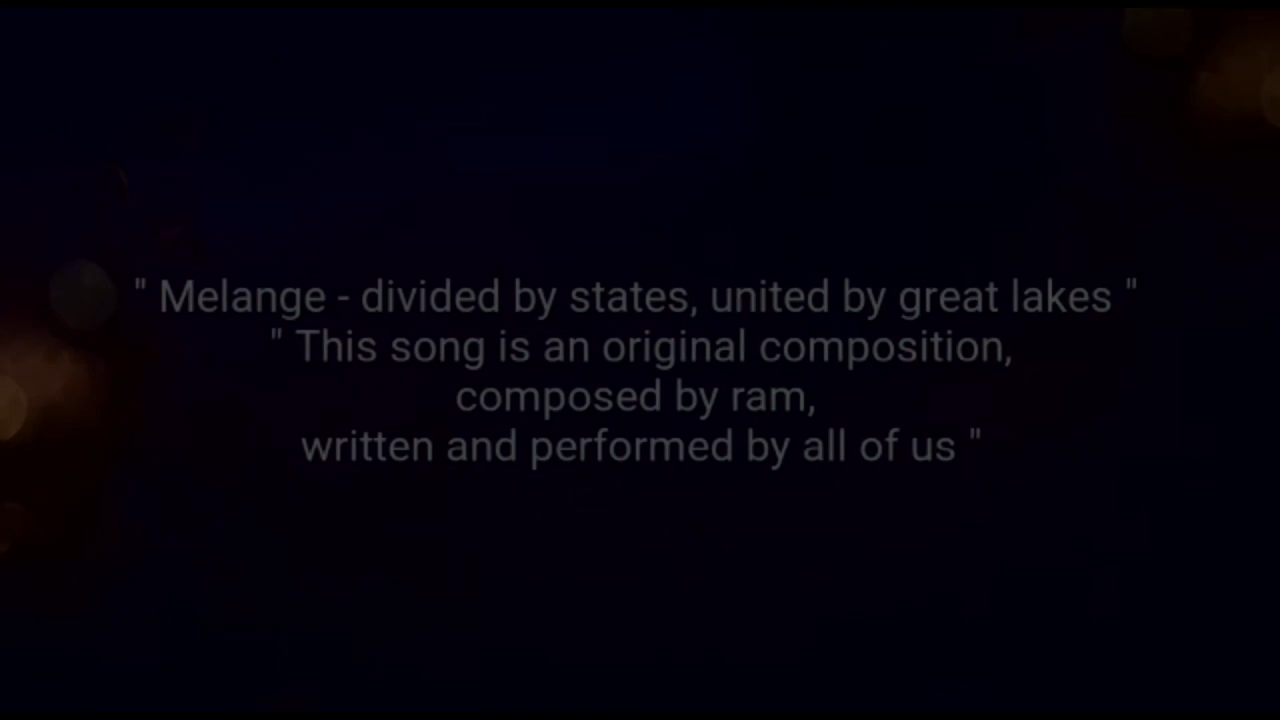 " Melange - divided by states, united by great lakes "
" This song is an original composition,
composed by ram,
written and performed by all of us "